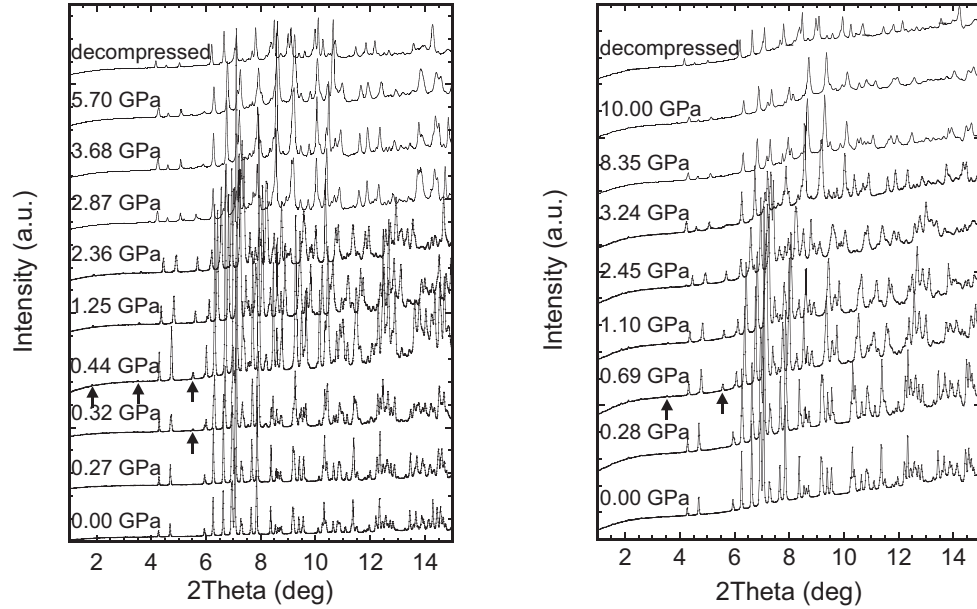 Intensity (a.u.)
decompressed
5.70 GPa
3.68 GPa
2.87 GPa
2.36 GPa
1.25 GPa
0.44 GPa
0.32 GPa
0.27 GPa
0.00 GPa
2 4 6 8 10 12 14
2Theta (deg)
Intensity (a.u.)
decompressed
10.00 GPa
8.35 GPa
3.24 GPa
2.45 GPa
1.10 GPa
0.69 GPa
0.28 GPa
0.00 GPa
2 4 6 8 10 12 14
2Theta (deg)